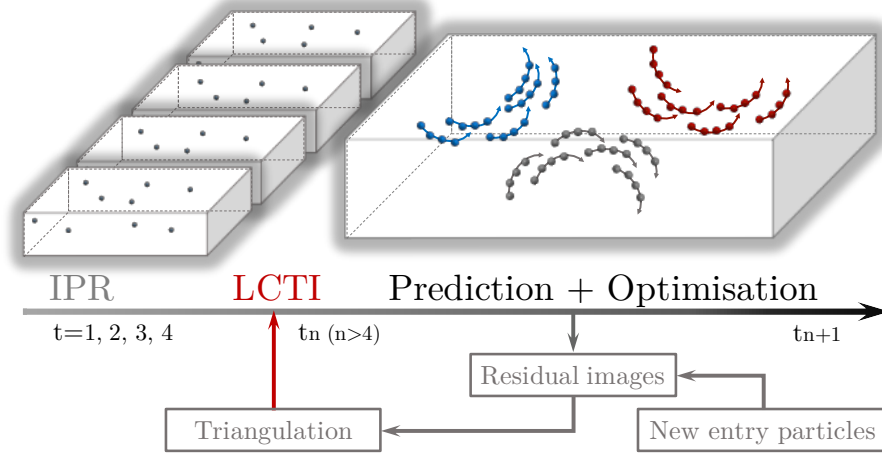 IPR LCTI Prediction + Optimisation
t=1, 2, 3, 4 tn (n>4) tn+1
Residual images
Triangulation New entry particles